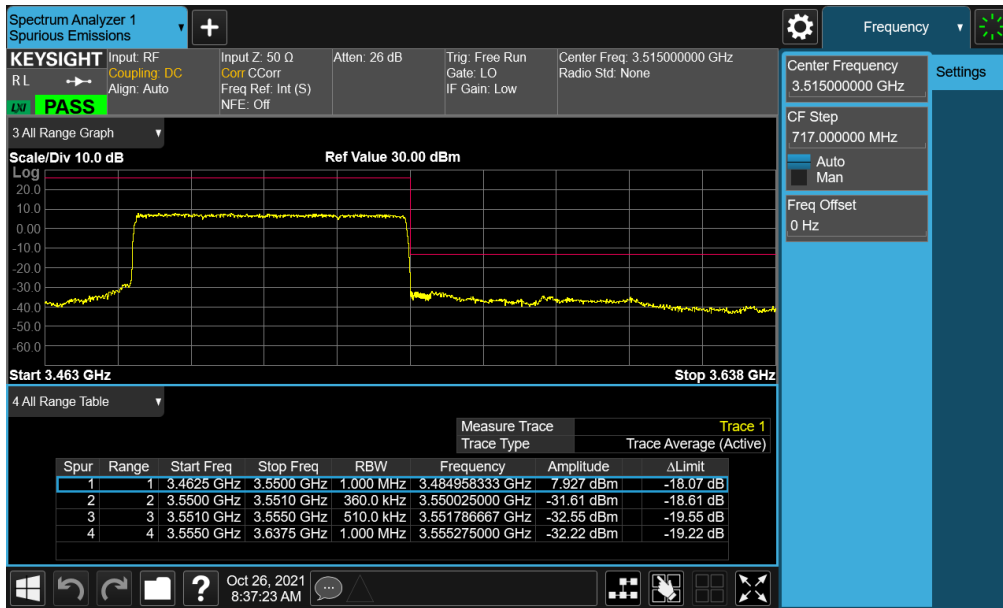 Spectrum Analyzer 1
Spurious Emissions
+
Frequency
KEYSIGHT
R L
LXI PASS
Input: RF
Coupling: DC
Align: Auto
Input Z: 50 Ω
Corr CCorr
Freq Ref: Int (S)
NFE: Off
Atten: 26 dB
Trig: Free Run
Gate: LO
IF Gain: Low
Center Freq: 3.515000000 GHz
Radio Std: None
Center Frequency
3.515000000 GHz
Settings
CF Step
717.000000 MHz
Auto
Man
Freq Offset
0 Hz
3 All Range Graph
Scale/Div 10.0 dB Ref Value 30.00 dBm
Log
20.0
10.0
0.00
-10.0
-20.0
-30.0
-40.0
-50.0
-60.0
Start 3.463 GHz Stop 3.638 GHz
4 All Range Table
Measure Trace Trace 1
Trace Type Trace Average (Active)
Spur Range Start Freq Stop Freq RBW Frequency Amplitude ΔLimit
1 1 3.4625 GHz 3.5500 GHz 1.000 MHz 3.484958333 GHz 7.927 dBm -18.07 dB
2 2 3.5500 GHz 3.5510 GHz 360.0 kHz 3.550025000 GHz -31.61 dBm -18.61 dB
3 3 3.5510 GHz 3.5550 GHz 510.0 kHz 3.551786667 GHz -32.55 dBm -19.55 dB
4 4 3.5550 GHz 3.6375 GHz 1.000 MHz 3.555275000 GHz -32.22 dBm -19.22 dB
?
Oct 26, 2021
8:37:23 AM